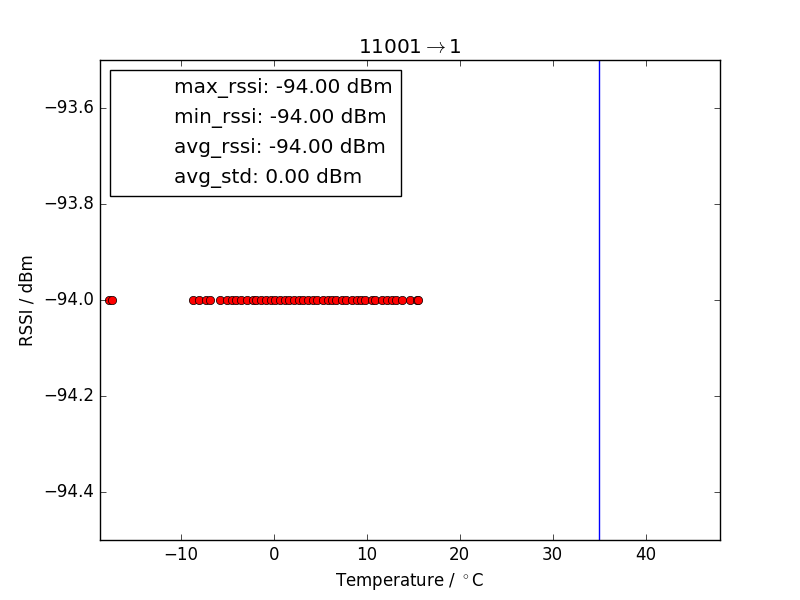 11001→1
max_rssi: -94.00 dBm
min_rssi: -94.00 dBm
avg_rssi: -94.00 dBm
avg_std: 0.00 dBm
RSSI / dBm
−93.6
−93.8
−94.0
−94.2
−94.4
−10 0 10 20 30 40
Temperature / °C